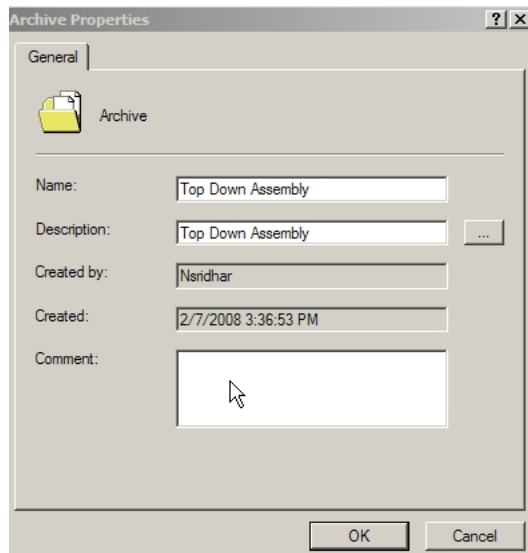 Archive Properties
General
Archive
Name: Top Down Assembly
Description: Top Down Assembly ...
Created by: Nsridhar
Created: 2/7/2008 3:36:53 PM
Comment:
OK Cancel